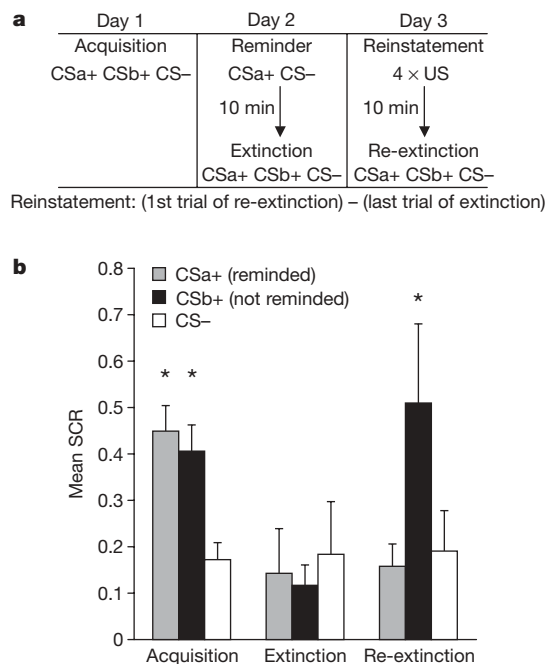 a
Day 1 Day 2 Day 3
Acquisition Reminder Reinstatement
CSa+ CSb+ CS– CSa+ CS– 4 × US
10 min 10 min
Extinction Re-extinction
CSa+ CSb+ CS– CSa+ CSb+ CS–
Reinstatement: (1st trial of re-extinction) – (last trial of extinction)
b
0.8
CSa+ (reminded)
0.7
CSb+ (not reminded)
CS–
*
0.6
* *
0.5
0.4
0.3
0.2
0.1
0
Mean SCR
Acquisition Extinction Re-extinction